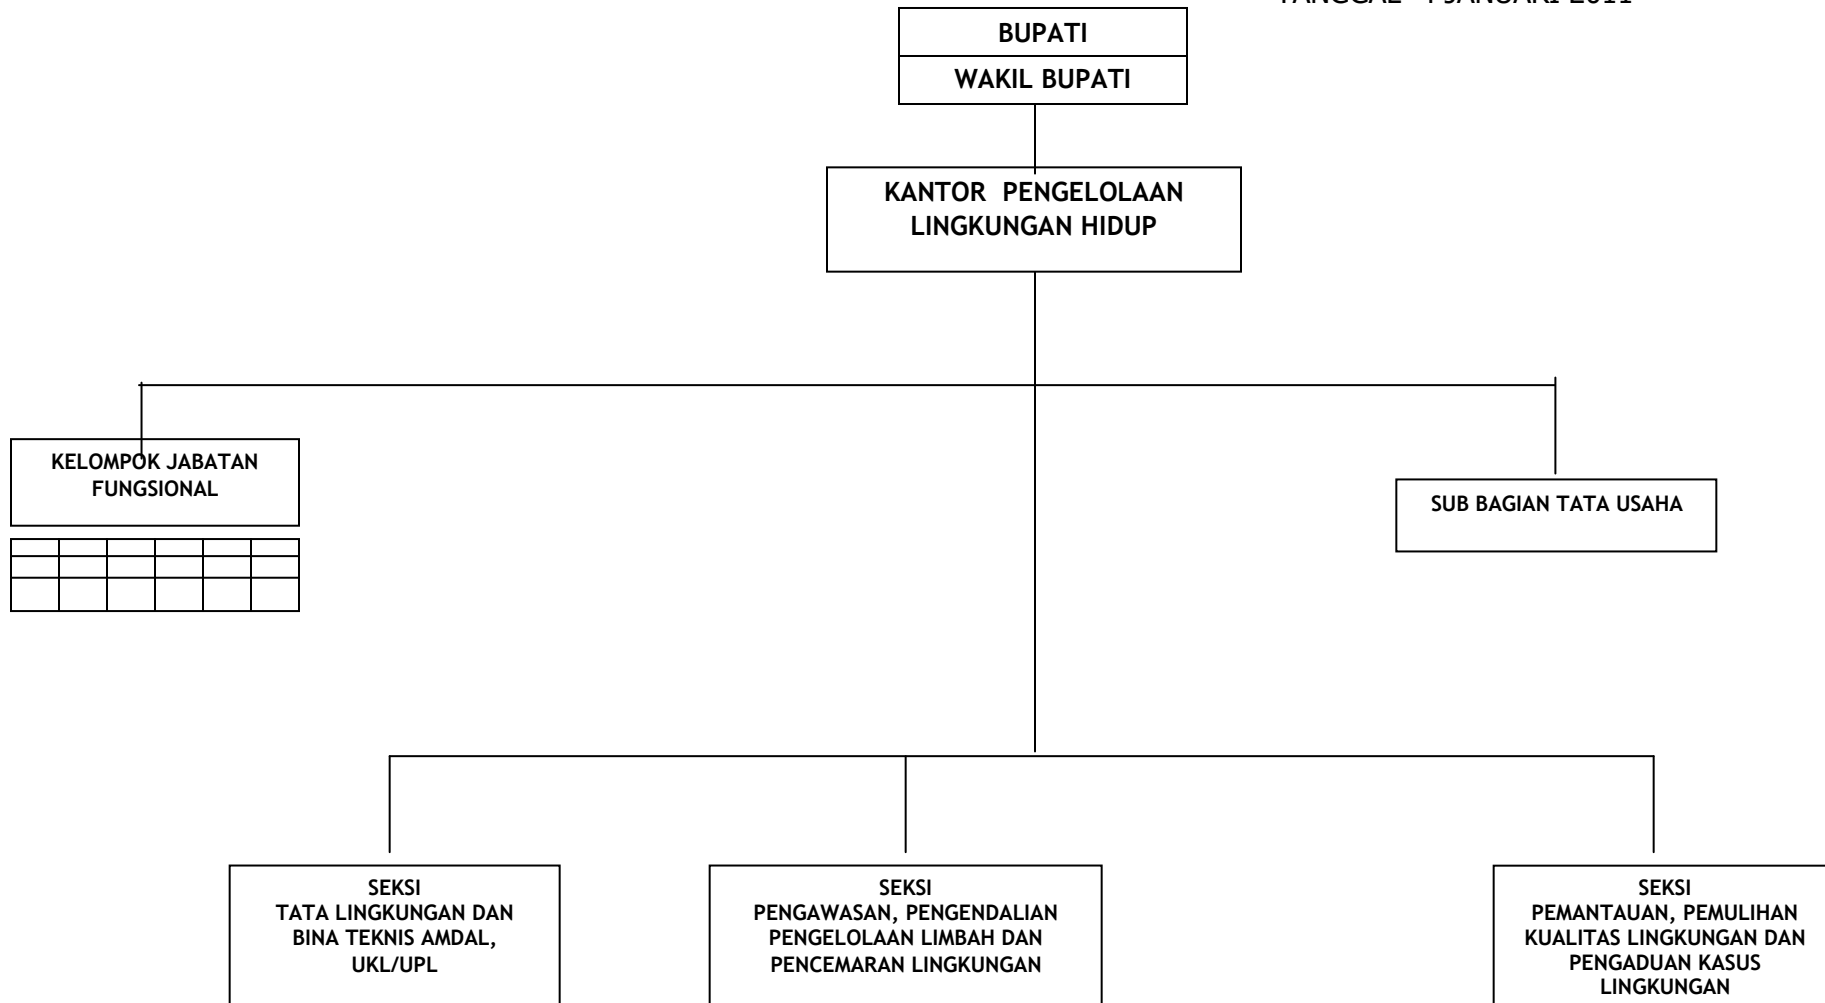 JANUARI 2011
BUPATI
WAKIL BUPATI
KANTOR PENGELOLAAN
LINGKUNGAN HIDUP
KELOMPOK JABATAN
FUNGSIONAL
SUB BAGIAN TATA USAHA
SEKSI
TATA LINGKUNGAN DAN
BINA TEKNIS AMDAL,
UKL/UPL
SEKSI
PENGAWASAN, PENGENDALIAN
PENGELOLAAN LIMBAH DAN
PENCEMARAN LINGKUNGAN
SEKSI
PEMANTAUAN, PEMULIHAN
KUALITAS LINGKUNGAN DAN
PENGADUAN KASUS
LINGKUNGAN